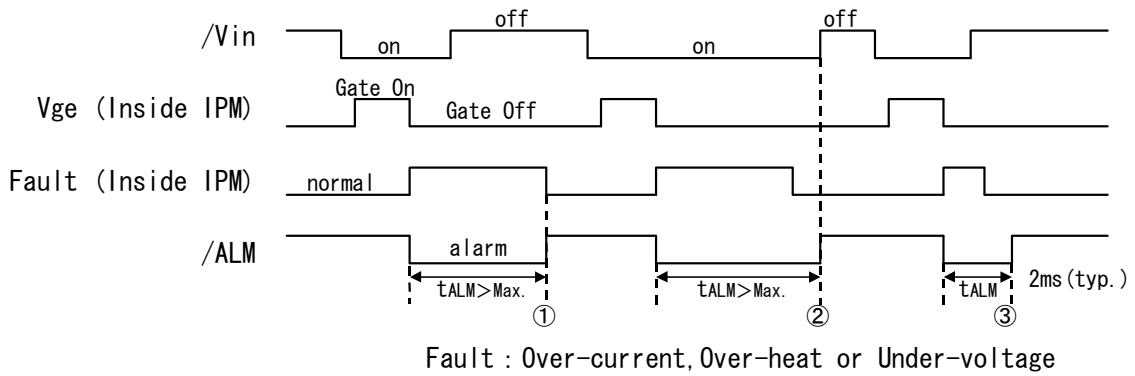 off
off
/Vin
on
on
Gate On
Vge (Inside IPM)
Gate Off
Fault (Inside IPM)
normal
/ALM
alarm
tALM>Max.
tALM>Max.
tALM
2ms(typ.)
①
②
③
Fault : Over-current, Over-heat or Under-voltage